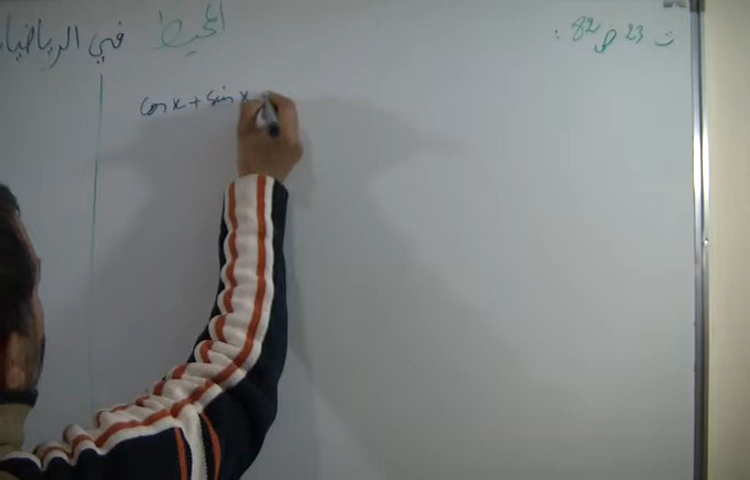 المحيط في الرياضيات
ت 23 ص 82 :
cos x + sin x